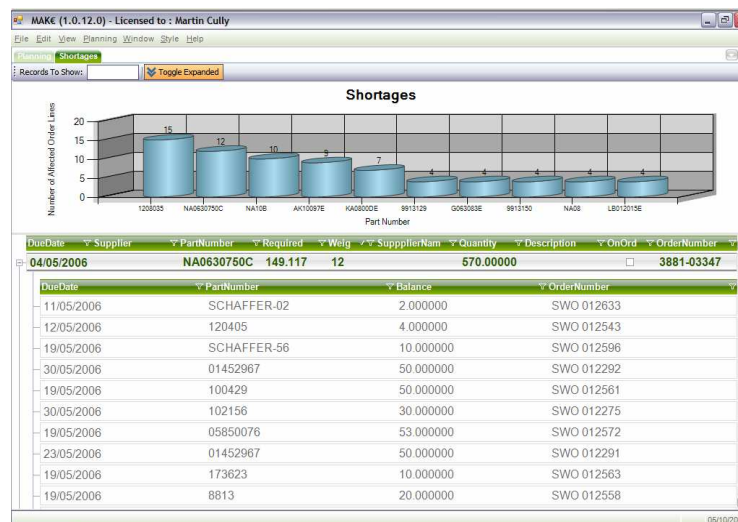 MAK€ (1.0.12.0) - Licensed to : Martin Cully
File Edit View Planning Window Style Help
Planning Shortages
Records To Show: Toggle Expanded
Shortages
Number of Affected Order Lines
20
15
10
5
0
15 12 10 9 7 4 4 4 4 4
1208035 NA0630750C NA10B AK10097E KA0800DE 9913129 G063083E 9913150 NA08 LB012015E
Part Number
DueDate Supplier PartNumber Required Weig SuppplierNam Quantity Description OnOrd OrderNumber
04/05/2006 NA0630750C 149.117 12 570.00000 3881-03347
DueDate PartNumber Balance OrderNumber
11/05/2006 SCHAFFER-02 2.000000 SWO 012633
12/05/2006 120405 4.000000 SWO 012543
19/05/2006 SCHAFFER-56 10.000000 SWO 012596
30/05/2006 01452967 50.000000 SWO 012292
19/05/2006 100429 50.000000 SWO 012561
30/05/2006 102156 30.000000 SWO 012275
19/05/2006 05850076 53.000000 SWO 012572
23/05/2006 01452967 50.000000 SWO 012291
19/05/2006 173623 10.000000 SWO 012563
19/05/2006 8813 20.000000 SWO 012558
05/10/20